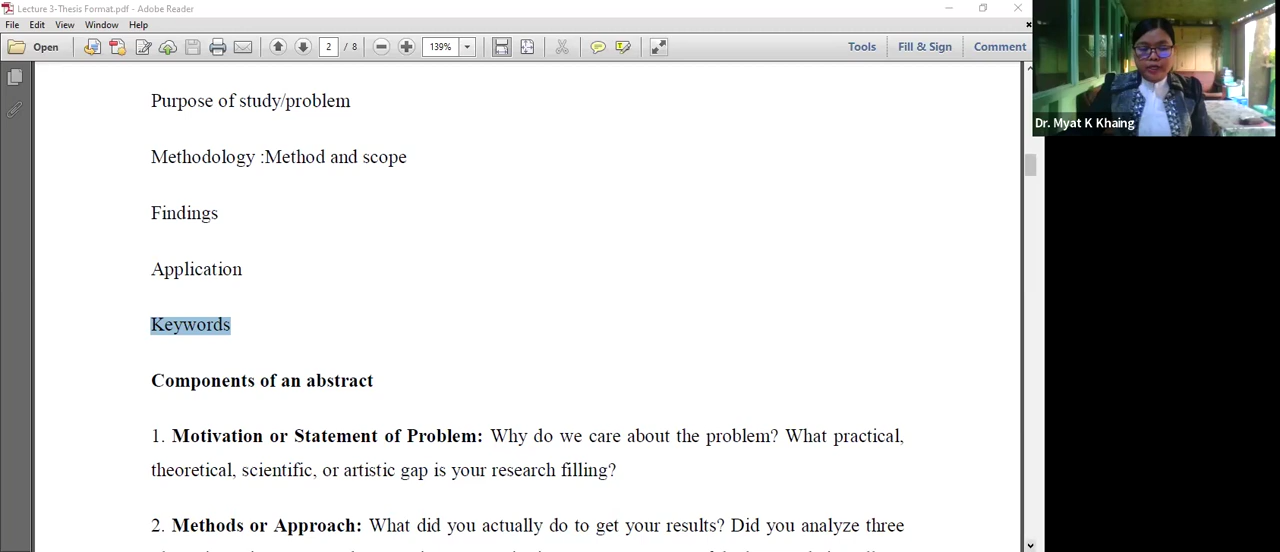 Lecture 3-Thesis Format.pdf - Adobe Reader
File Edit View Window Help
Open 2 / 8 139% Tools Fill & Sign Comment
Dr. Myat K Khaing
Purpose of study/problem
Methodology :Method and scope
Findings
Application
Keywords
Components of an abstract
1. Motivation or Statement of Problem: Why do we care about the problem? What practical,
theoretical, scientific, or artistic gap is your research filling?
2. Methods or Approach: What did you actually do to get your results? Did you analyze three